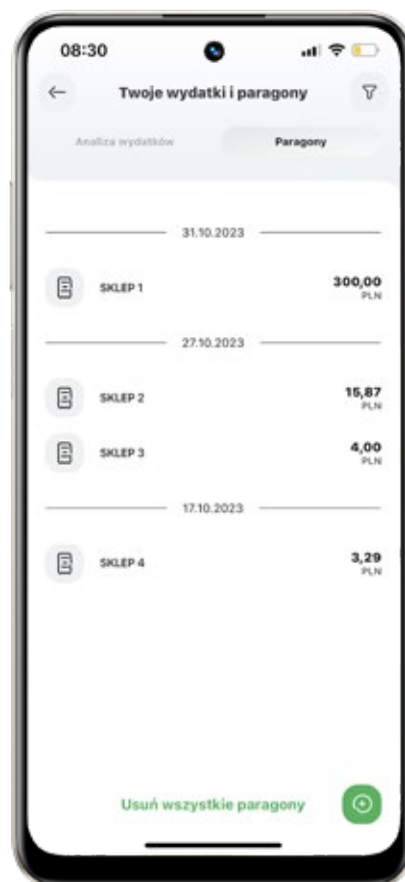 08:30
Twoje wydatki i paragony
Analiza wydatków
Paragony
31.10.2023
SKLEP 1
300,00
PLN
27.10.2023
SKLEP 2
15,87
PLN
SKLEP 3
4,00
PLN
17.10.2023
SKLEP 4
3,29
PLN
Usuń wszystkie paragony